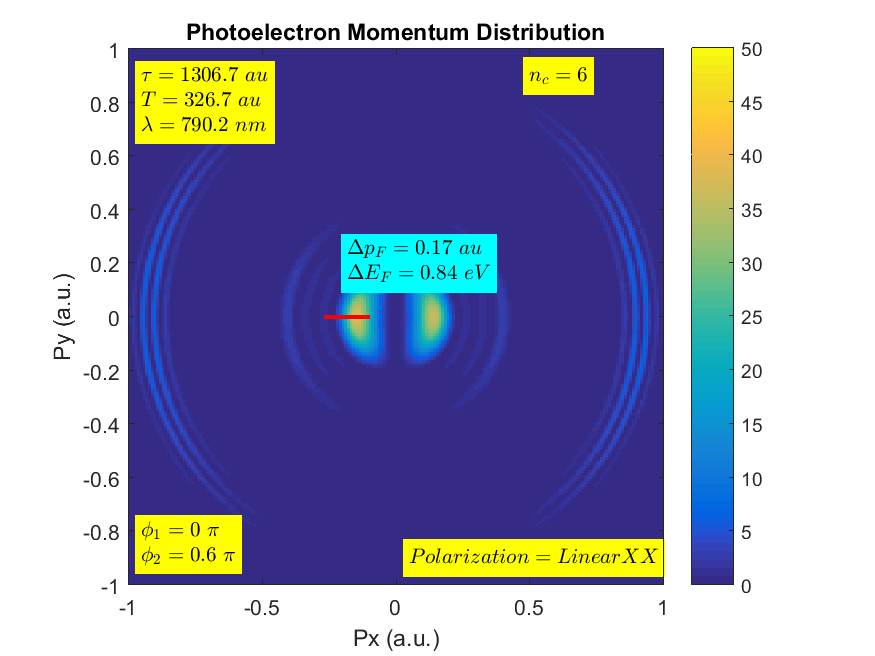 Photoelectron Momentum Distribution
τ = 1306.7 au
T = 326.7 au
λ = 790.2 nm
n_c = 6
Δp_F = 0.17 au
ΔE_F = 0.84 eV
ϕ_1 = 0 π
ϕ_2 = 0.6 π
Polarization = LinearXX
Py (a.u.)
1
0.8
0.6
0.4
0.2
0
-0.2
-0.4
-0.6
-0.8
-1
-1
-0.5
0
0.5
1
Px (a.u.)
50
45
40
35
30
25
20
15
10
5
0